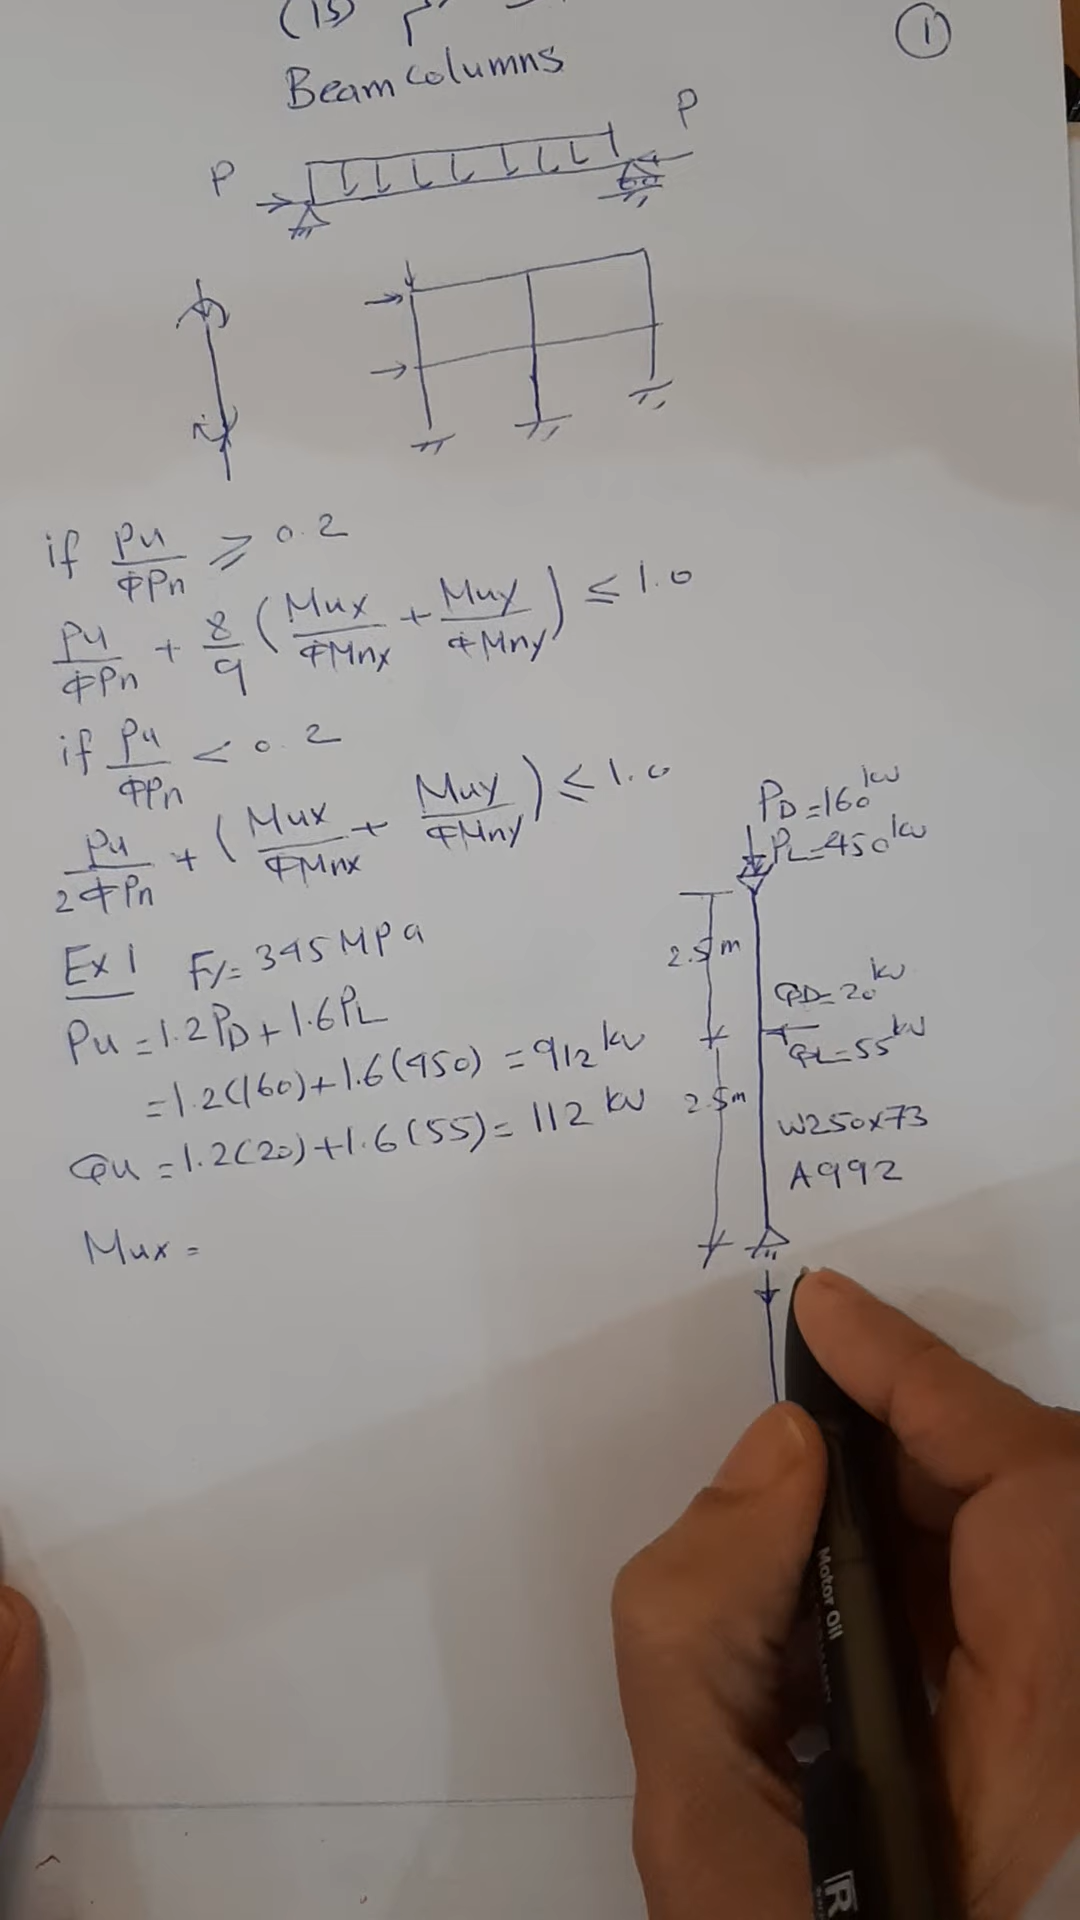 (15)
①
Beam columns
P
P
if Pu/ΦPn ≥ 0.2
Pu/ΦPn + 8/9 (Mux/ΦMnx + Muy/ΦMny) ≤ 1.0
if Pu/ΦPn < 0.2
Pu/2ΦPn + (Mux/ΦMnx + Muy/ΦMny) ≤ 1.0
PD=160 kN
PL=450 kN
Ex 1 Fy= 345 MPa
2.5 m
Pu = 1.2PD + 1.6PL
QD=20 kN
= 1.2(160)+1.6(450) = 912 kN
QL=55 kN
2.5 m
Qu = 1.2(20)+1.6(55)= 112 kN
W250x73
A992
Mux =
Motor Oil
R